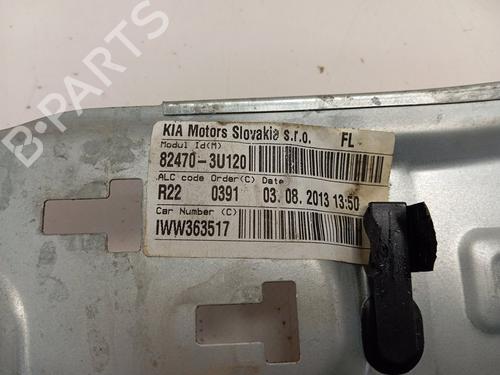 B-PARTS
KIA Motors Slovakia s.r.o. FL
Modul Id(M)
82470-3U120
ALC code Order(C) Date
R22 0391 03.08.2013 13:50
Car Number (C)
IWW363517